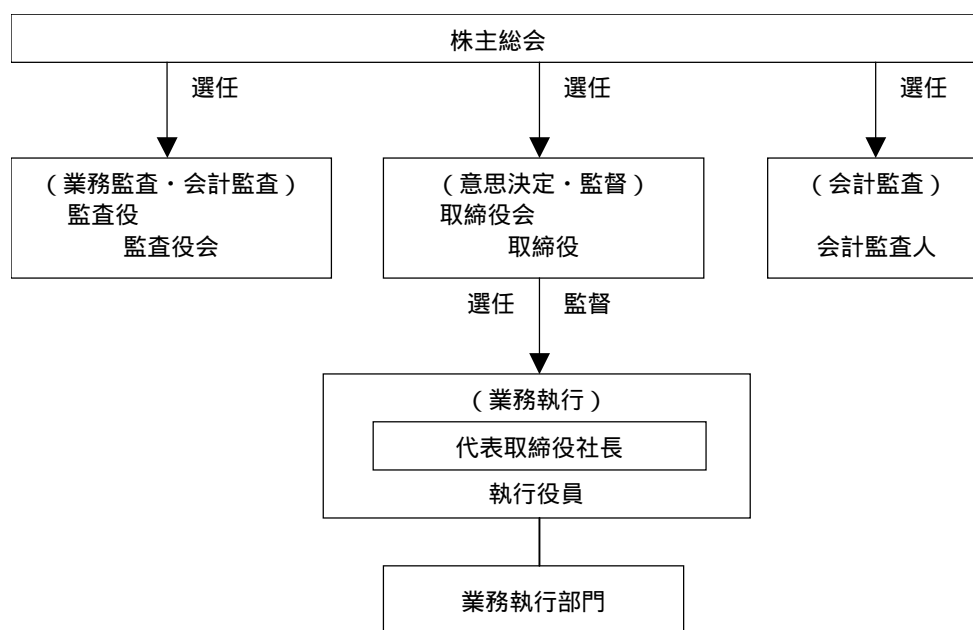 株主総会
選任
選任
選任
（業務監査・会計監査）
監査役
監査役会
（意思決定・監督）
取締役会
取締役
（会計監査）
会計監査人
選任 監督
（業務執行）
代表取締役社長
執行役員
業務執行部門